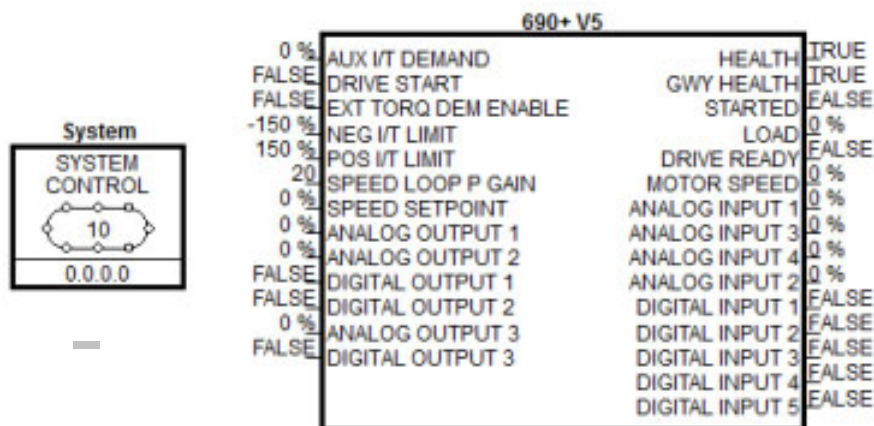 690+ V5
0 % AUX I/T DEMAND HEALTH TRUE
FALSE DRIVE START GWY HEALTH TRUE
FALSE EXT TORQ DEM ENABLE STARTED FALSE
-150 % NEG I/T LIMIT LOAD 0 %
150 % POS I/T LIMIT DRIVE READY FALSE
20 SPEED LOOP P GAIN MOTOR SPEED 0 %
0 % SPEED SETPOINT ANALOG INPUT 1 0 %
0 % ANALOG OUTPUT 1 ANALOG INPUT 3 0 %
0 % ANALOG OUTPUT 2 ANALOG INPUT 4 0 %
FALSE DIGITAL OUTPUT 1 ANALOG INPUT 2 0 %
FALSE DIGITAL OUTPUT 2 DIGITAL INPUT 1 FALSE
0 % ANALOG OUTPUT 3 DIGITAL INPUT 2 FALSE
FALSE DIGITAL OUTPUT 3 DIGITAL INPUT 3 FALSE
DIGITAL INPUT 4 FALSE
DIGITAL INPUT 5 FALSE
System
SYSTEM
CONTROL
10
0.0.0.0